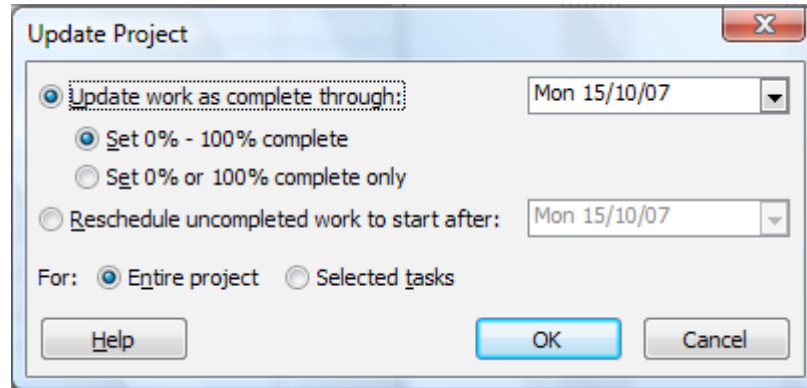 Update Project
Update work as complete through: Mon 15/10/07
Set 0% - 100% complete
Set 0% or 100% complete only
Reschedule uncompleted work to start after: Mon 15/10/07
For: Entire project Selected tasks
Help OK Cancel